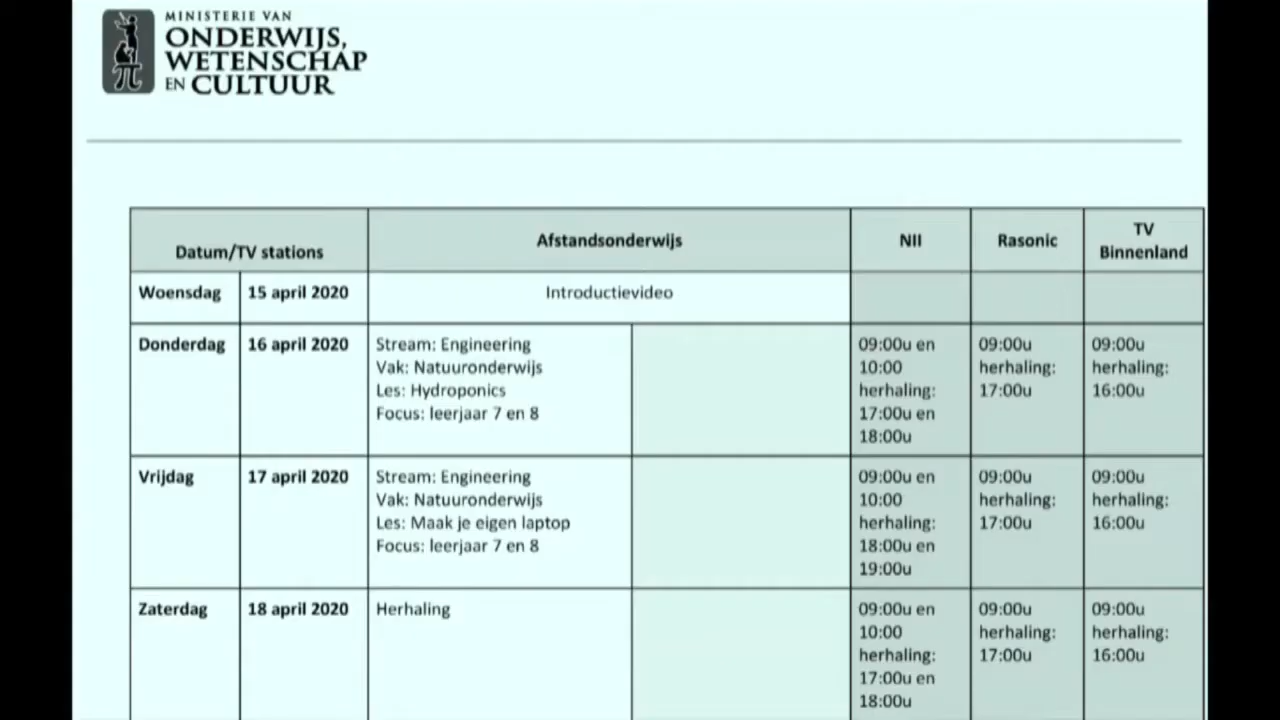 MINISTERIE VAN
ONDERWIJS,
WETENSCHAP
EN CULTUUR
Datum/TV stations
Afstandsonderwijs
NII
Rasonic
TV
Binnenland
Woensdag
15 april 2020
Introductievideo
Donderdag
16 april 2020
Stream: Engineering
Vak: Natuuronderwijs
Les: Hydroponics
Focus: leerjaar 7 en 8
09:00u en
10:00
herhaling:
17:00u en
18:00u
09:00u
herhaling:
17:00u
09:00u
herhaling:
16:00u
Vrijdag
17 april 2020
Stream: Engineering
Vak: Natuuronderwijs
Les: Maak je eigen laptop
Focus: leerjaar 7 en 8
09:00u en
10:00
herhaling:
18:00u en
19:00u
09:00u
herhaling:
17:00u
09:00u
herhaling:
16:00u
Zaterdag
18 april 2020
Herhaling
09:00u en
10:00
herhaling:
17:00u en
18:00u
09:00u
herhaling:
17:00u
09:00u
herhaling:
16:00u